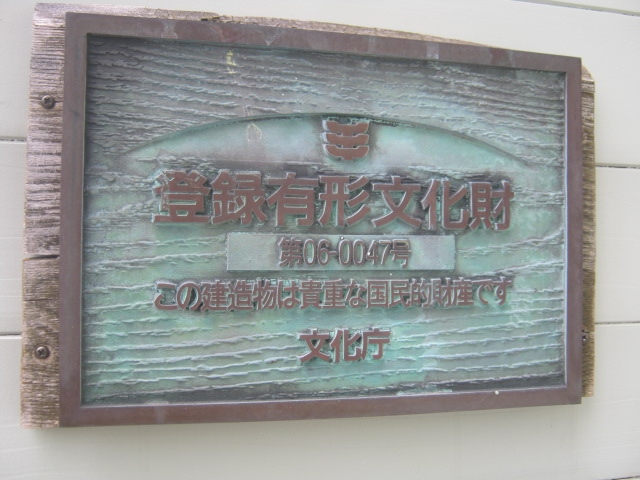 登録有形文化財
第06-0047号
この建造物は貴重な国民的財産です
文化庁